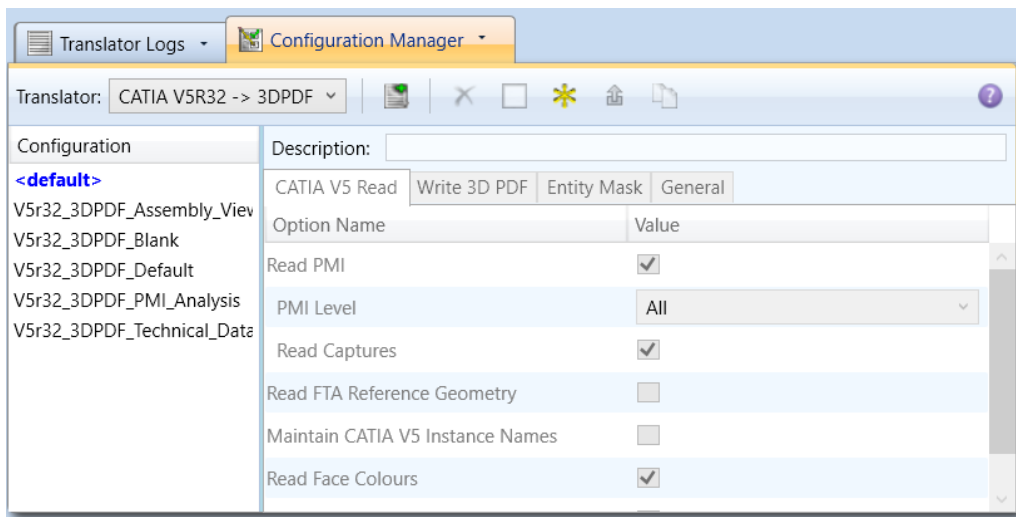 Translator Logs
Configuration Manager
Translator: CATIA V5R32 -> 3DPDF
?
Configuration
Description:
<default>
V5r32_3DPDF_Assembly_View
V5r32_3DPDF_Blank
V5r32_3DPDF_Default
V5r32_3DPDF_PMI_Analysis
V5r32_3DPDF_Technical_Data
CATIA V5 Read Write 3D PDF Entity Mask General
Option Name Value
Read PMI
PMI Level All
Read Captures
Read FTA Reference Geometry
Maintain CATIA V5 Instance Names
Read Face Colours